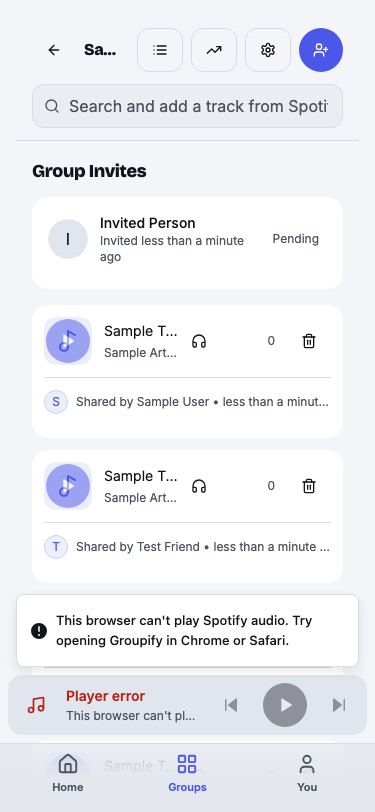 Sa...
Search and add a track from Spoti
Group Invites
I
Invited Person
Invited less than a minute
ago
Pending
Sample T...
Sample Art...
0
S
Shared by Sample User • less than a minut...
Sample T...
Sample Art...
0
T
Shared by Test Friend • less than a minute ...
This browser can't play Spotify audio. Try
opening Groupify in Chrome or Safari.
Player error
This browser can't pl...
Sample T...
Home
Groups
You